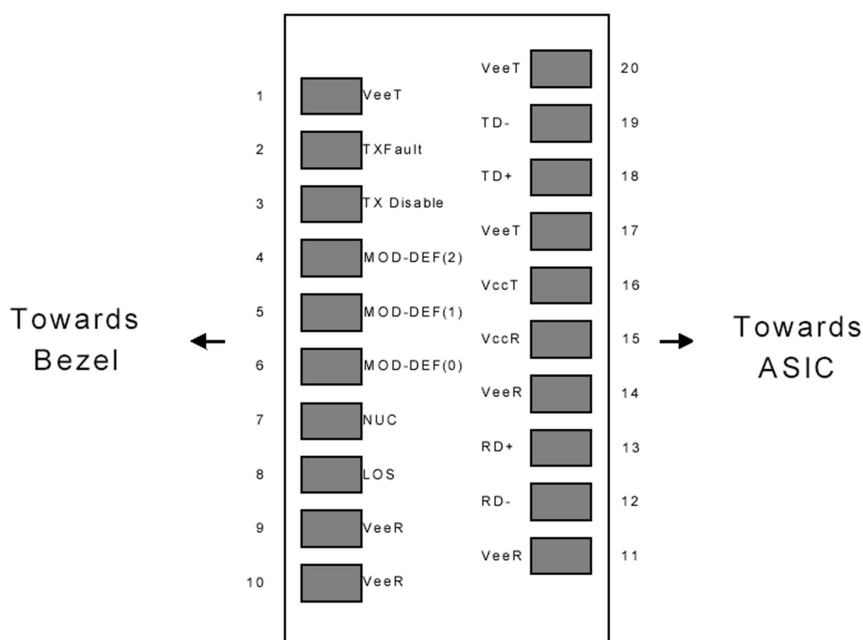 VeeT 20
1 VeeT
TD- 19
2 TXFault
TD+ 18
3 TX Disable
VeeT 17
4 MOD-DEF(2)
VccT 16
5 MOD-DEF(1)
Towards
Bezel
VccR 15
Towards
ASIC
6 MOD-DEF(0)
VeeR 14
7 NUC
RD+ 13
8 LOS
RD- 12
9 VeeR
VeeR 11
10 VeeR